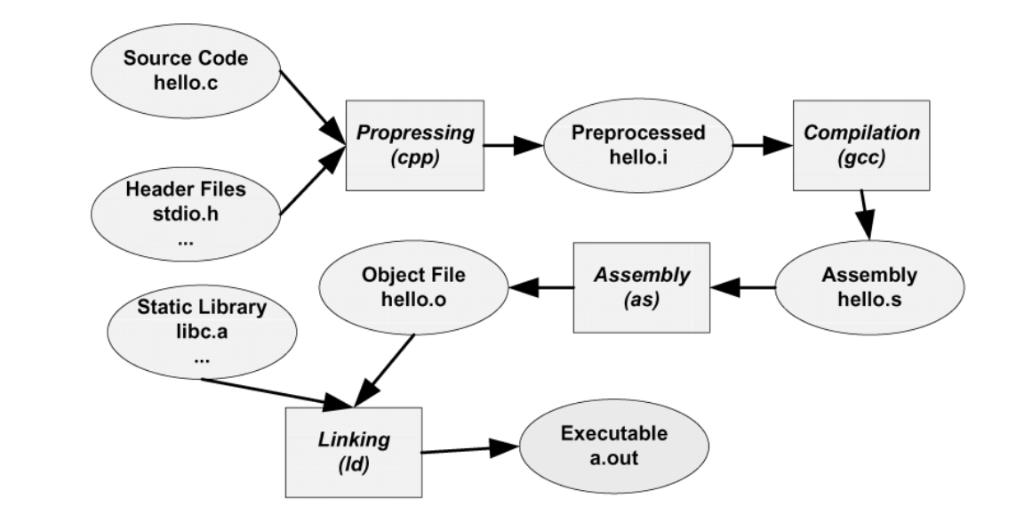 Source Code
hello.c
Header Files
stdio.h
...
Propressing
(cpp)
Preprocessed
hello.i
Compilation
(gcc)
Assembly
hello.s
Assembly
(as)
Object File
hello.o
Static Library
libc.a
...
Linking
(ld)
Executable
a.out